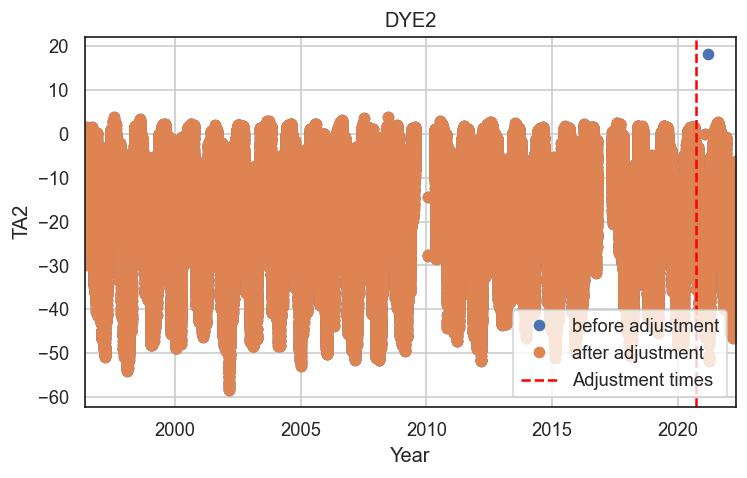 DYE2
20
10
0
−10
−20
−30
−40
−50
−60
TA2
before adjustment
after adjustment
Adjustment times
2000
2005
2010
2015
2020
Year